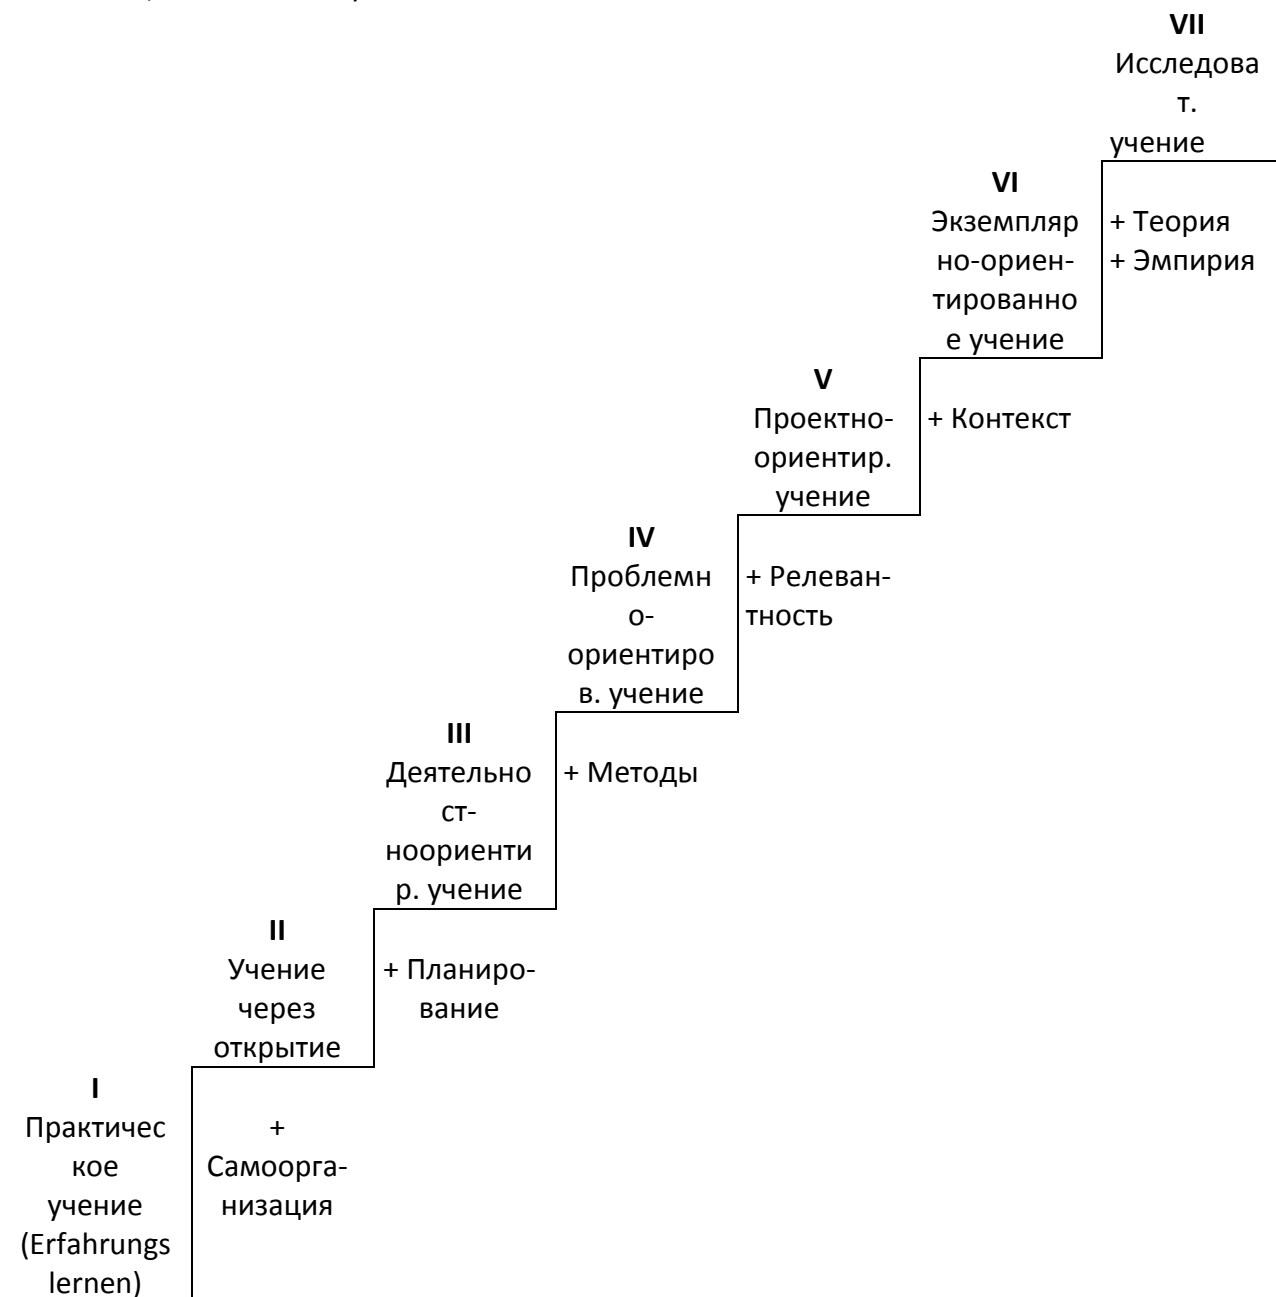 VII
Исследова
т.
учение
VI
Экземпляр
но-ориен-
тированно
е учение
+ Теория
+ Эмпирия
V
Проектно-
ориентир.
учение
+ Контекст
IV
Проблемн
о-
ориентиро
в. учение
+ Релеван-
тность
III
Деятельно
ст-
ноориенти
р. учение
+ Методы
II
Учение
через
открытие
+ Планиро-
вание
I
Практичес
кое
учение
(Erfahrungs
lernen)
+
Самоорга-
низация